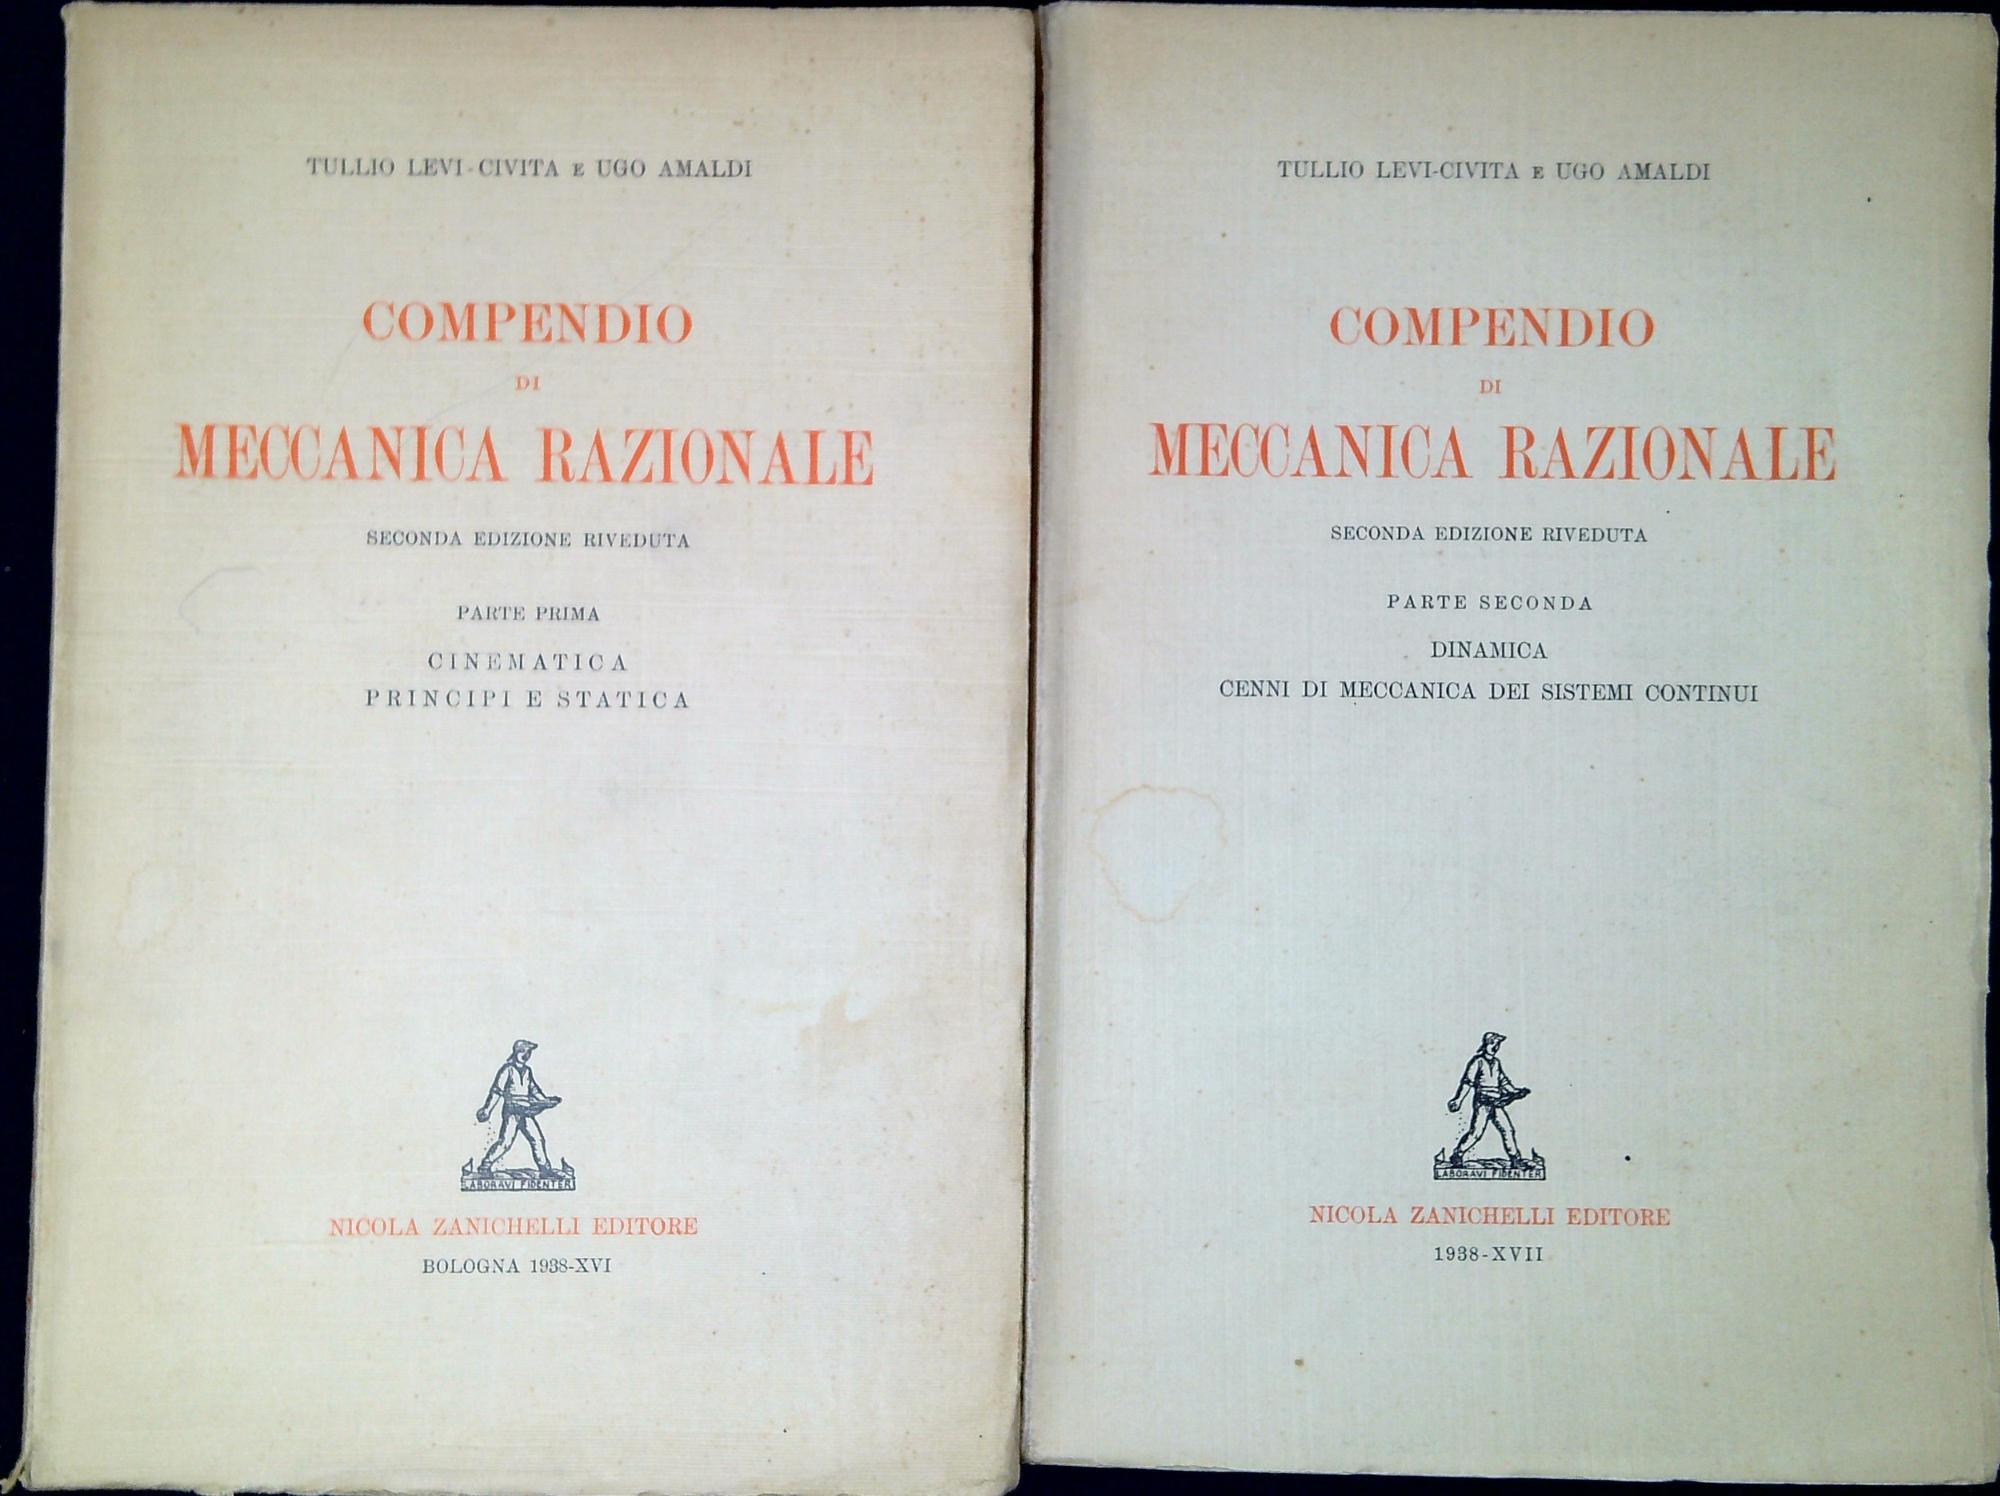 TULLIO LEVI-CIVITA E UGO AMALDI
COMPENDIO
DI
MECCANICA RAZIONALE
SECONDA EDIZIONE RIVEDUTA
PARTE PRIMA
CINEMATICA
PRINCIPI E STATICA
LABORAVI FIDENTER
NICOLA ZANICHELLI EDITORE
BOLOGNA 1938-XVI
TULLIO LEVI-CIVITA E UGO AMALDI
COMPENDIO
DI
MECCANICA RAZIONALE
SECONDA EDIZIONE RIVEDUTA
PARTE SECONDA
DINAMICA
CENNI DI MECCANICA DEI SISTEMI CONTINUI
LABORAVI FIDENTER
NICOLA ZANICHELLI EDITORE
1938-XVII